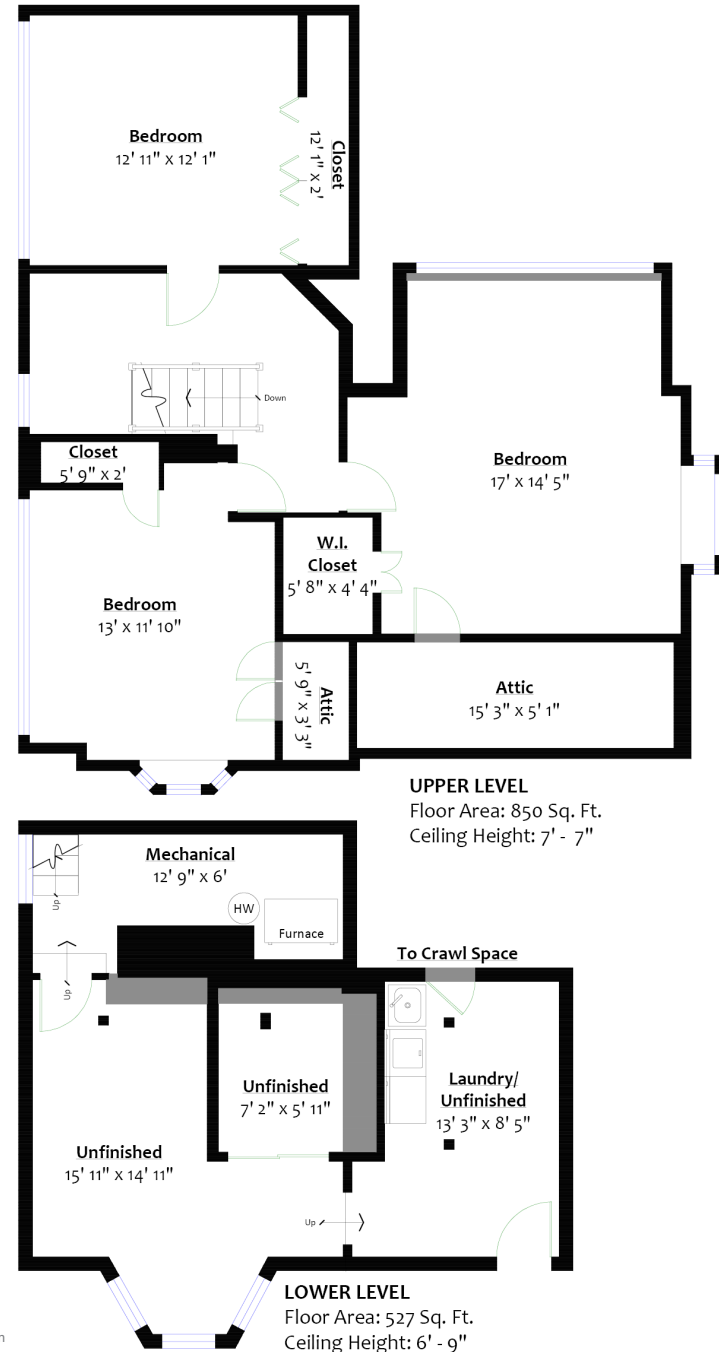 Bedroom
12' 11" x 12' 1"
Closet
12' 1" x 2'
Down
Closet
5' 9" x 2'
Bedroom
17' x 14' 5"
W.I.
Closet
5' 8" x 4' 4"
Bedroom
13' x 11' 10"
Attic
5' 9" x 3' 3"
Attic
15' 3" x 5' 1"
UPPER LEVEL
Floor Area: 850 Sq. Ft.
Ceiling Height: 7' - 7"
Mechanical
12' 9" x 6'
Up
HW
Furnace
To Crawl Space
Up
Unfinished
7' 2" x 5' 11"
Laundry/
Unfinished
13' 3" x 8' 5"
Unfinished
15' 11" x 14' 11"
Up
LOWER LEVEL
Floor Area: 527 Sq. Ft.
Ceiling Height: 6' - 9"